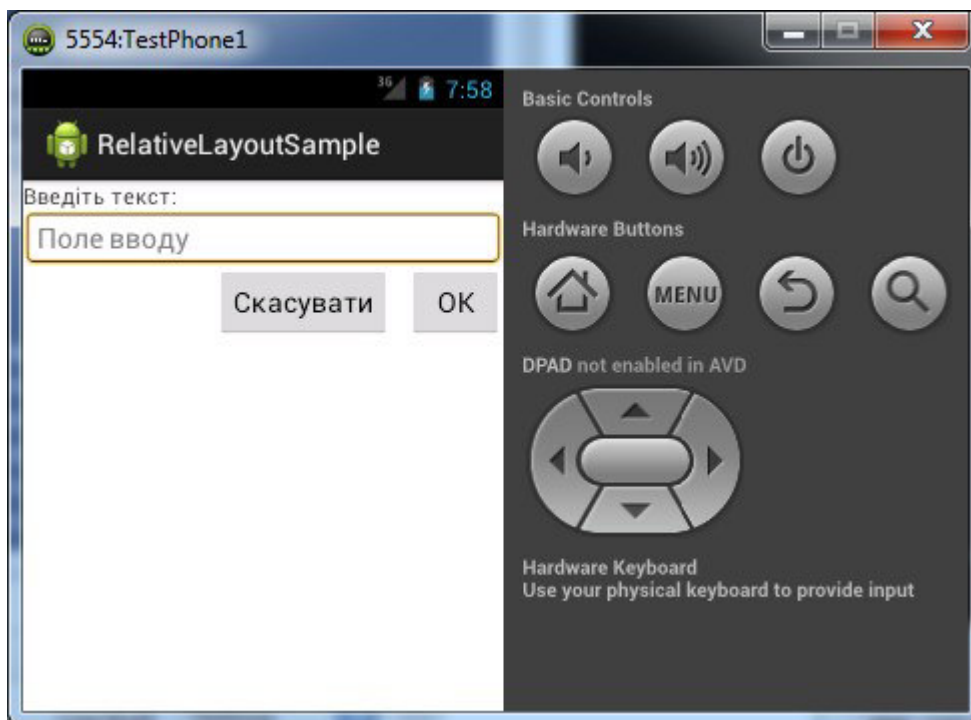 5554:TestPhone1
3G 7:58
RelativeLayoutSample
Введіть текст:
Поле вводу
Скасувати ОК
Basic Controls
Hardware Buttons
MENU
DPAD not enabled in AVD
Hardware Keyboard
Use your physical keyboard to provide input